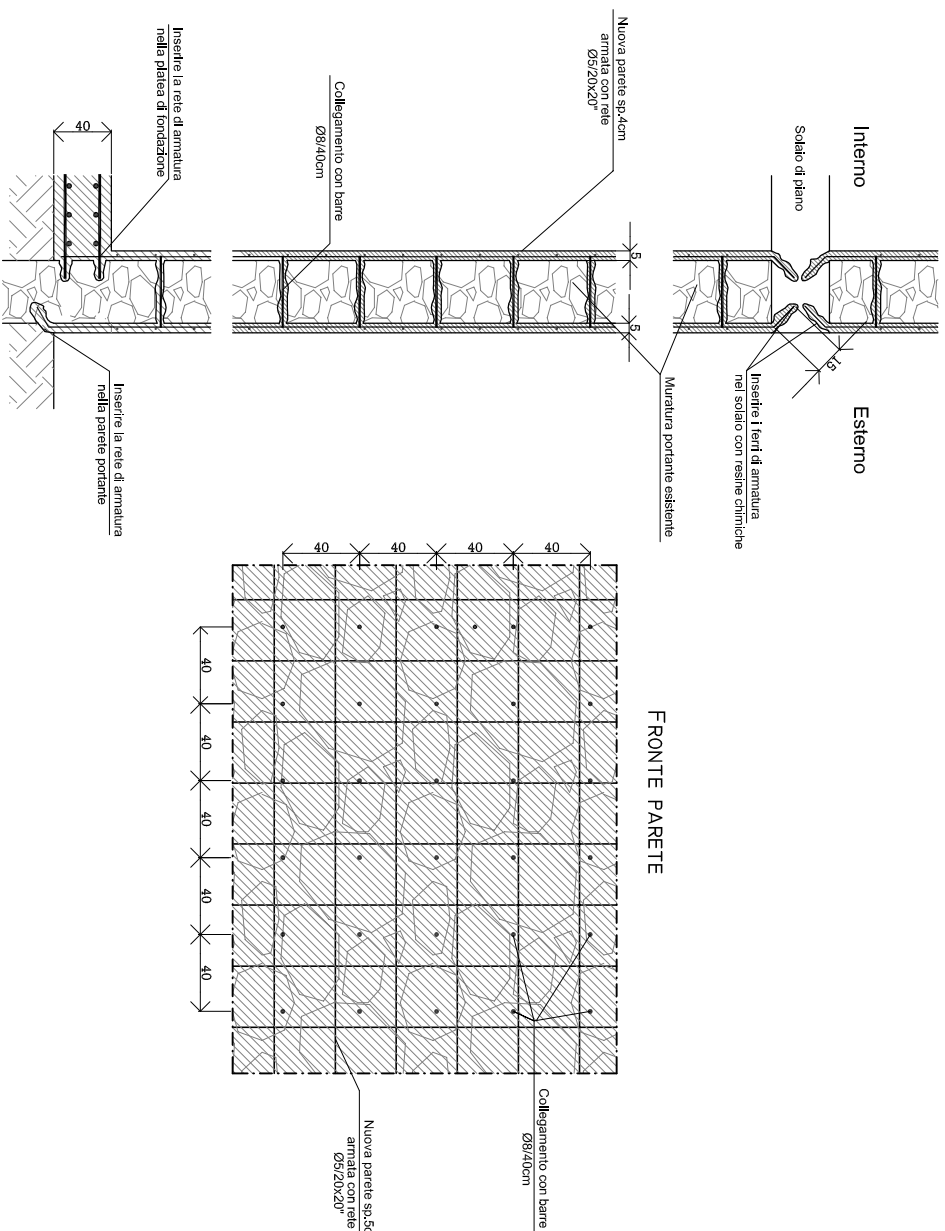 Interno
Esterno
Solaio di piano
Inserire i ferri di armatura
nel solaio con resine chimiche
15
Nuova parete sp.4cm
armata con rete
Ø5/20x20"
5
5
Muratura portante esistente
Collegamento con barre
Ø8/40cm
Inserire la rete di armatura
nella platea di fondazione
40
Inserire la rete di armatura
nella parete portante
FRONTE PARETE
40
40
40
40
40
40
40
40
40
Collegamento con barre
Ø8/40cm
Nuova parete sp.5c
armata con rete
Ø5/20x20"